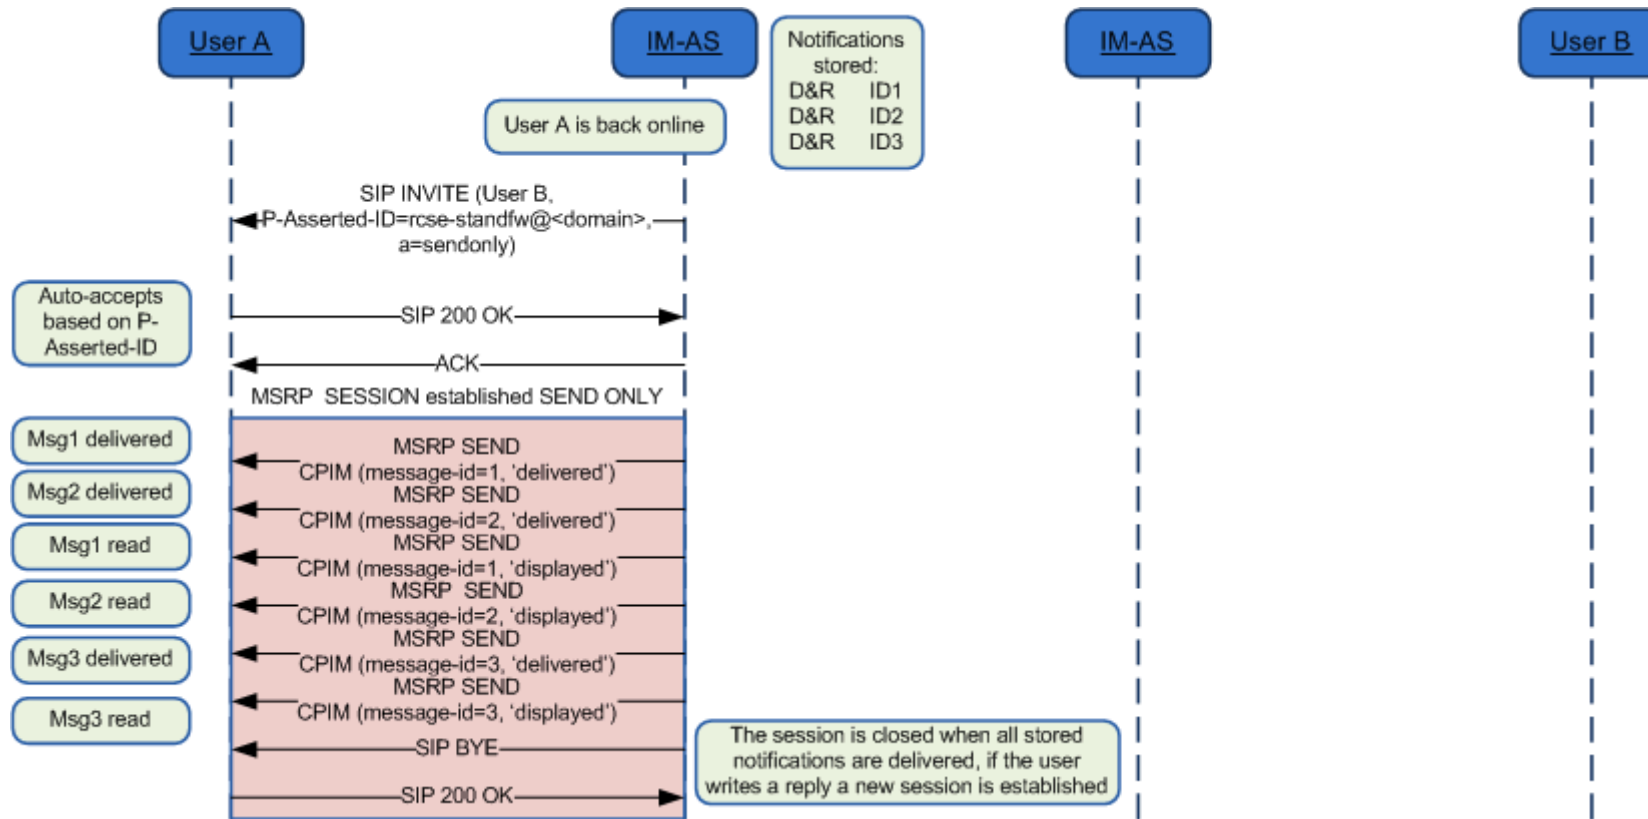 User A
IM-AS
Notifications
stored:
D&R ID1
D&R ID2
D&R ID3
IM-AS
User B
User A is back online
SIP INVITE (User B,
P-Asserted-ID=rcse-standfw@<domain>,
a=sendonly)
Auto-accepts
based on P-
Asserted-ID
SIP 200 OK
ACK
MSRP SESSION established SEND ONLY
Msg1 delivered
MSRP SEND
CPIM (message-id=1, ‘delivered’)
Msg2 delivered
MSRP SEND
CPIM (message-id=2, ‘delivered’)
Msg1 read
MSRP SEND
CPIM (message-id=1, ‘displayed’)
Msg2 read
MSRP SEND
CPIM (message-id=2, ‘displayed’)
Msg3 delivered
MSRP SEND
CPIM (message-id=3, ‘delivered’)
Msg3 read
MSRP SEND
CPIM (message-id=3, ‘displayed’)
SIP BYE
The session is closed when all stored
notifications are delivered, if the user
writes a reply a new session is established
SIP 200 OK